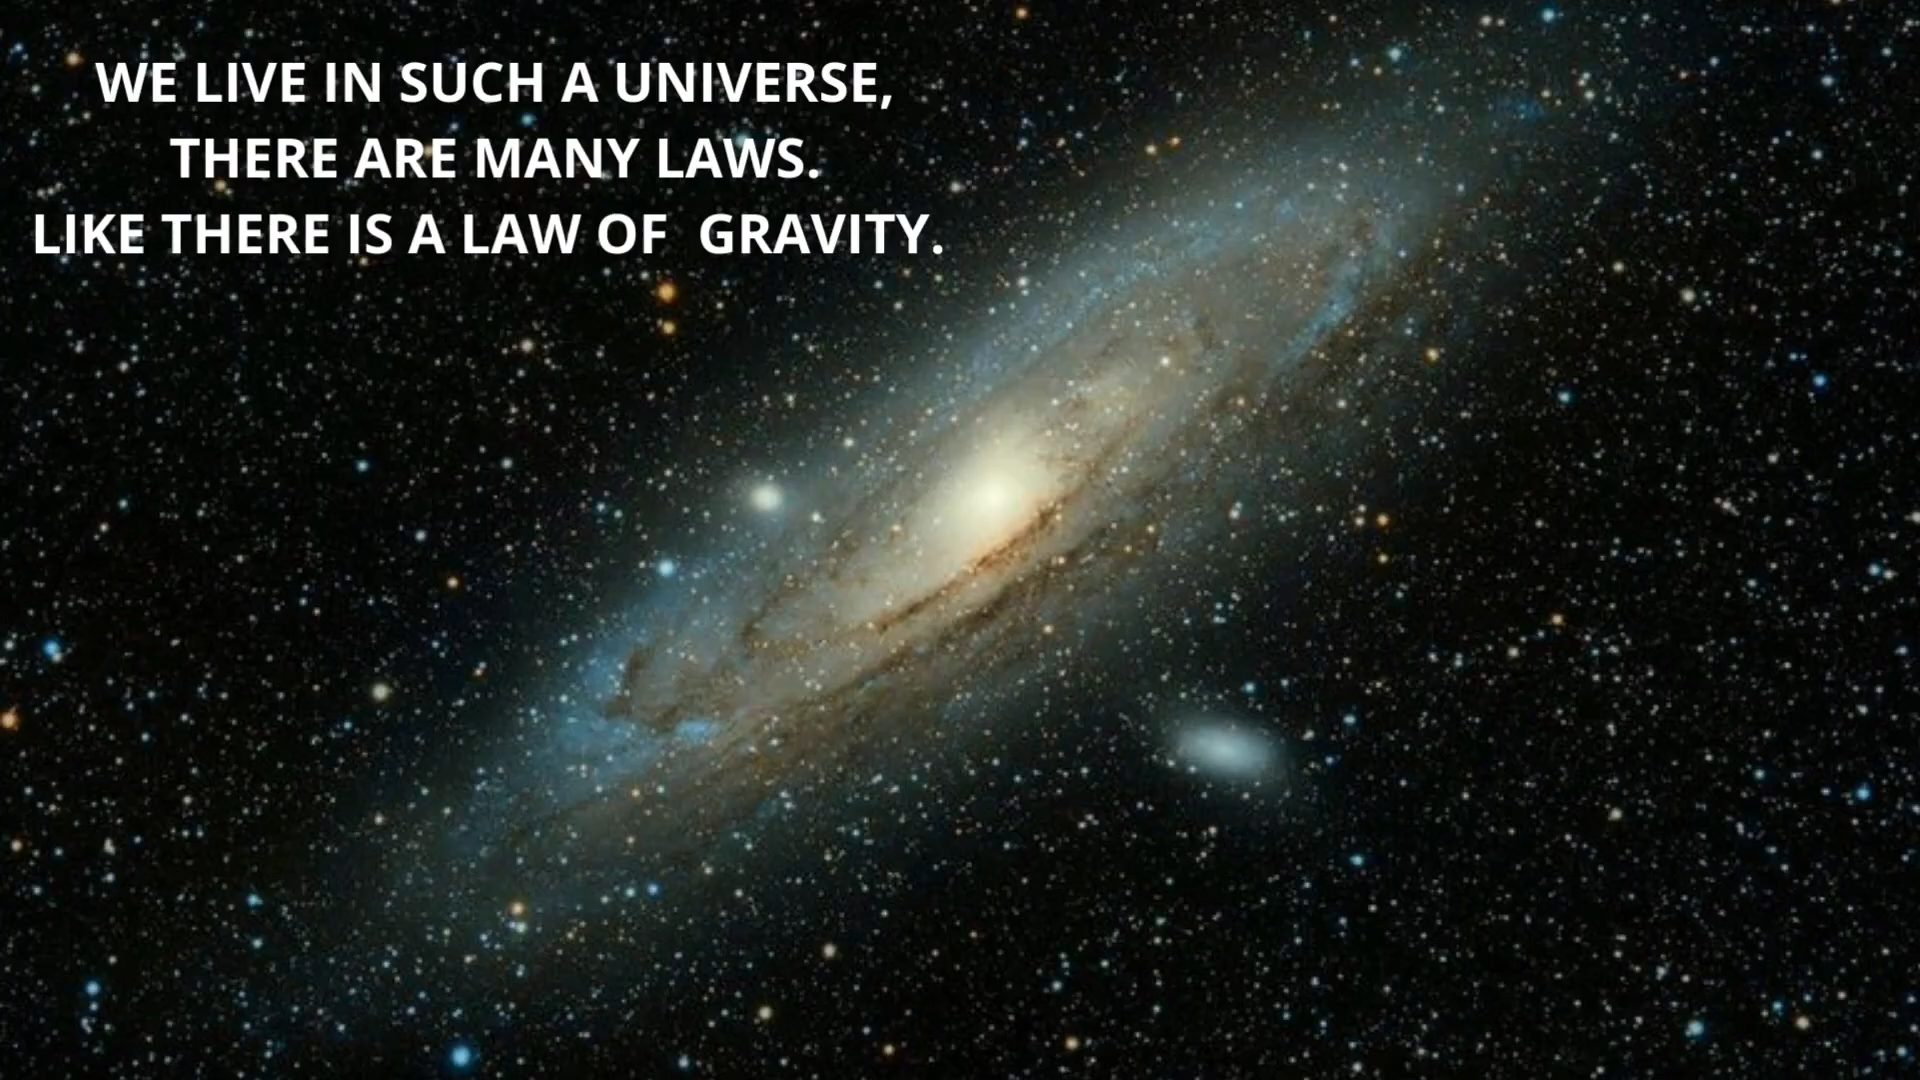 WE LIVE IN SUCH A UNIVERSE,
THERE ARE MANY LAWS.
LIKE THERE IS A LAW OF  GRAVITY.